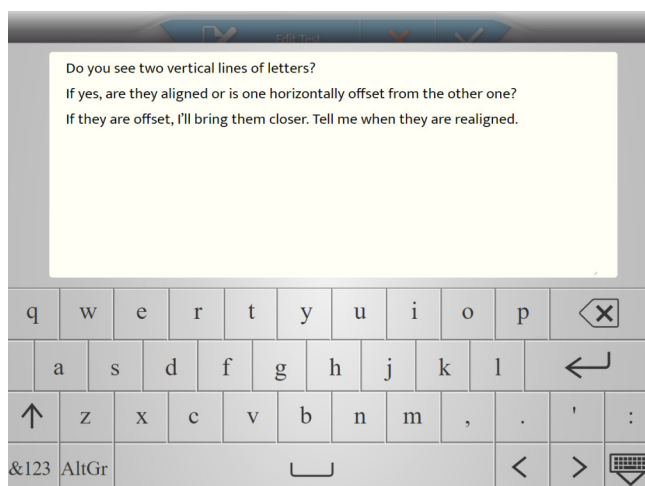 Edit Test
Do you see two vertical lines of letters?
If yes, are they aligned or is one horizontally offset from the other one?
If they are offset, I'll bring them closer. Tell me when they are realigned.
q w e r t y u i o p
a s d f g h j k l
z x c v b n m , . ' :
&123 AltGr < >